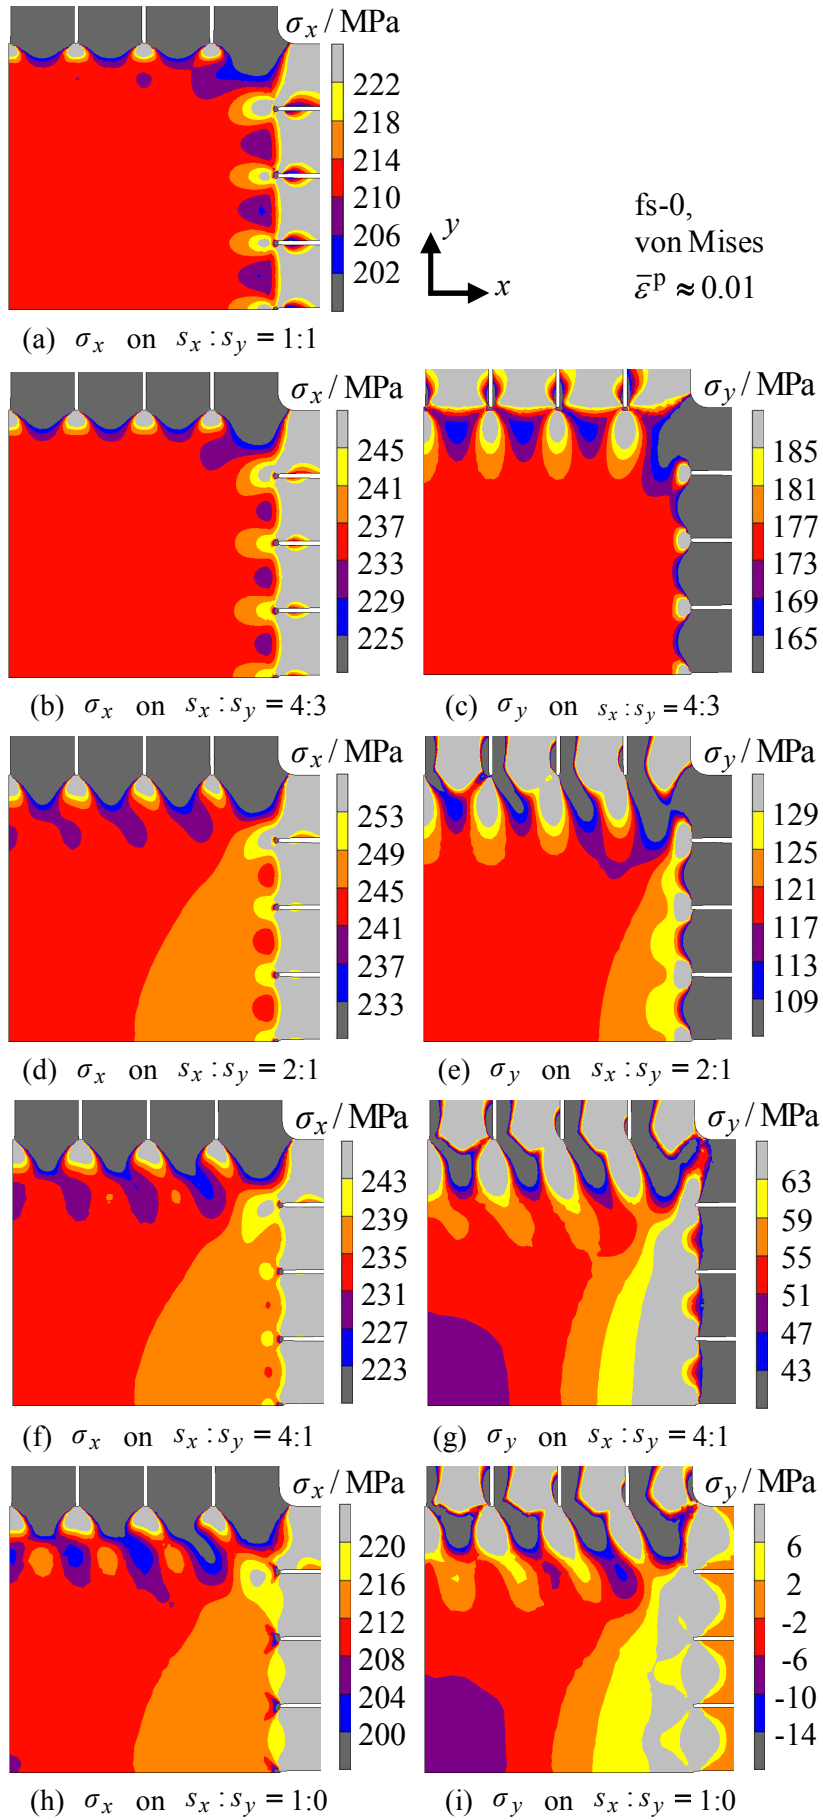 σx / MPa
222
218
214
210
206
202
y
x
fs-0,
von Mises
ε̄ᵖ ≈ 0.01
(a) σx on sx : sy = 1:1
σx / MPa
245
241
237
233
229
225
(b) σx on sx : sy = 4:3
σy / MPa
185
181
177
173
169
165
(c) σy on sx : sy = 4:3
σx / MPa
253
249
245
241
237
233
(d) σx on sx : sy = 2:1
σy / MPa
129
125
121
117
113
109
(e) σy on sx : sy = 2:1
σx / MPa
243
239
235
231
227
223
(f) σx on sx : sy = 4:1
σy / MPa
63
59
55
51
47
43
(g) σy on sx : sy = 4:1
σx / MPa
220
216
212
208
204
200
(h) σx on sx : sy = 1:0
σy / MPa
6
2
-2
-6
-10
-14
(i) σy on sx : sy = 1:0